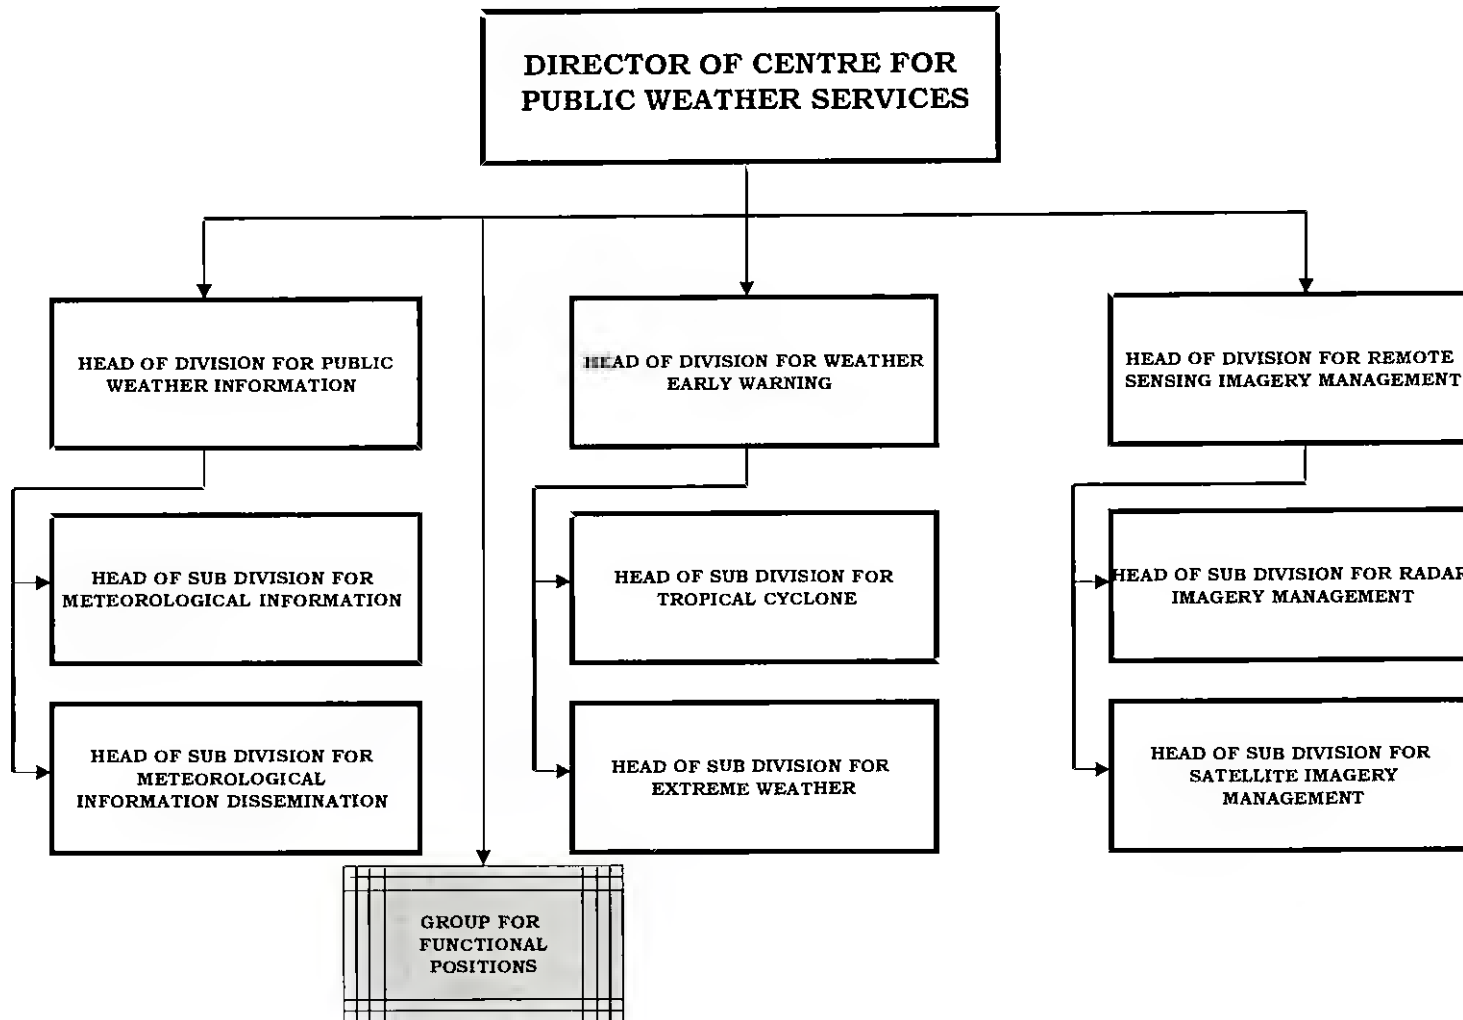 DIRECTOR OF CENTRE FOR
PUBLIC WEATHER SERVICES
HEAD OF DIVISION FOR PUBLIC
WEATHER INFORMATION
HEAD OF DIVISION FOR WEATHER
EARLY WARNING
HEAD OF DIVISION FOR REMOTE
SENSING IMAGERY MANAGEMENT
HEAD OF SUB DIVISION FOR
METEOROLOGICAL INFORMATION
HEAD OF SUB DIVISION FOR
TROPICAL CYCLONE
HEAD OF SUB DIVISION FOR RADAR
IMAGERY MANAGEMENT
HEAD OF SUB DIVISION FOR
METEOROLOGICAL
INFORMATION DISSEMINATION
HEAD OF SUB DIVISION FOR
EXTREME WEATHER
HEAD OF SUB DIVISION FOR
SATELLITE IMAGERY
MANAGEMENT
GROUP FOR
FUNCTIONAL
POSITIONS